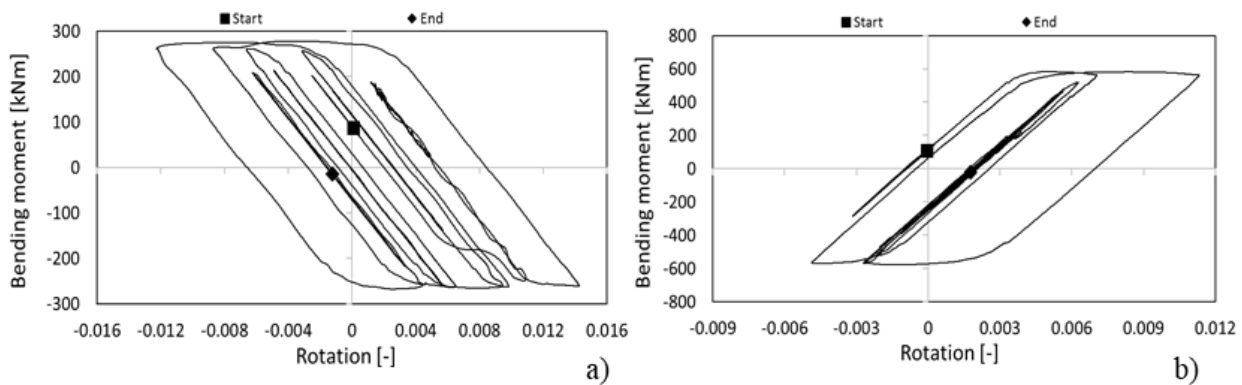 ■ Start ◆ End
Bending moment [kNm]
300
200
100
0
-100
-200
-300
-0.016 -0.012 -0.008 -0.004 0 0.004 0.008 0.012 0.016
Rotation [-]
a)
■ Start ◆ End
Bending moment [kNm]
800
600
400
200
0
-200
-400
-600
-800
-0.009 -0.006 -0.003 0 0.003 0.006 0.009 0.012
Rotation [-]
b)